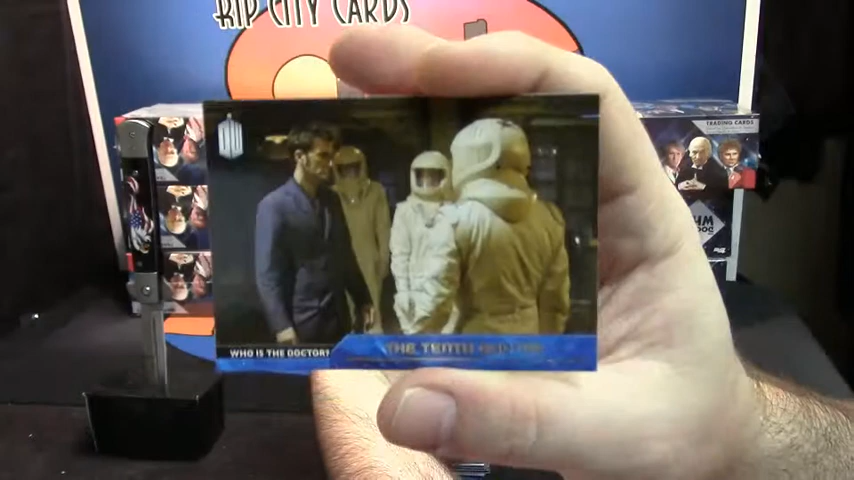 RIP CITY CARDS
TRADING CARDS
WHO IS THE DOCTOR?
THE TENTH DOCTOR